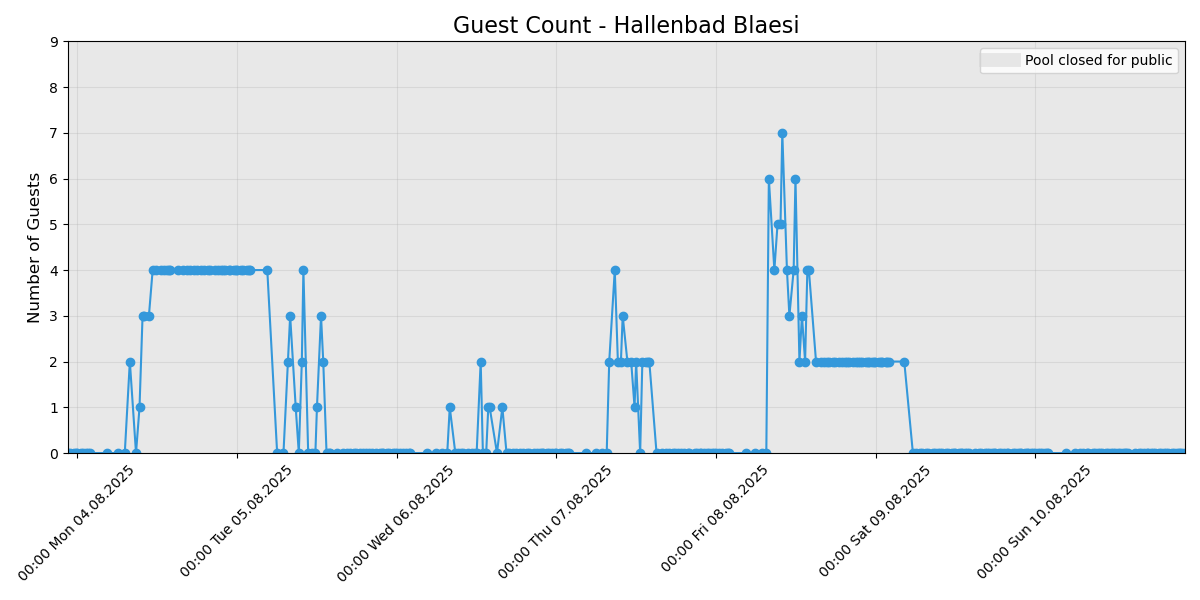 Guest Count - Hallenbad Blaesi
Pool closed for public
Number of Guests
9
8
7
6
5
4
3
2
1
0
00:00 Mon 04.08.2025
00:00 Tue 05.08.2025
00:00 Wed 06.08.2025
00:00 Thu 07.08.2025
00:00 Fri 08.08.2025
00:00 Sat 09.08.2025
00:00 Sun 10.08.2025